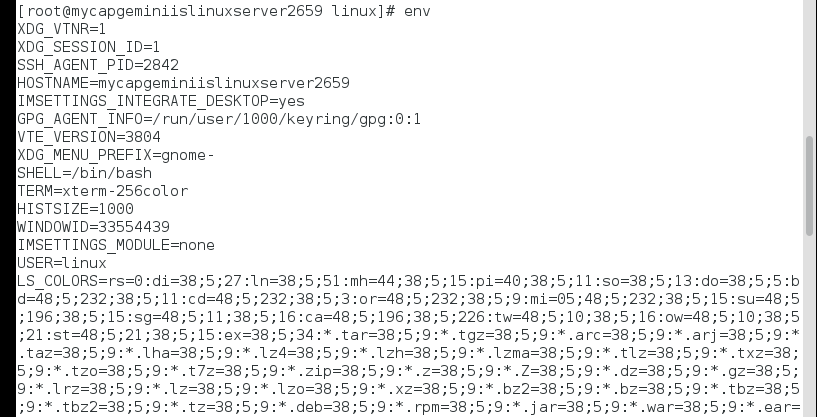 [root@mycapgeminiislinuxserver2659 linux]# env
XDG_VTNR=1
XDG_SESSION_ID=1
SSH_AGENT_PID=2842
HOSTNAME=mycapgeminiislinuxserver2659
IMSETTINGS_INTEGRATE_DESKTOP=yes
GPG_AGENT_INFO=/run/user/1000/keyring/gpg:0:1
VTE_VERSION=3804
XDG_MENU_PREFIX=gnome-
SHELL=/bin/bash
TERM=xterm-256color
HISTSIZE=1000
WINDOWID=33554439
IMSETTINGS_MODULE=none
USER=linux
LS_COLORS=rs=0:di=38;5;27:ln=38;5;51:mh=44;38;5;15:pi=40;38;5;11:so=38;5;13:do=38;5;5:b
d=48;5;232;38;5;11:cd=48;5;232;38;5;3:or=48;5;232;38;5;9:mi=05;48;5;232;38;5;15:su=48;5
;196;38;5;15:sg=48;5;11;38;5;16:ca=48;5;196;38;5;226:tw=48;5;10;38;5;16:ow=48;5;10;38;5
;21:st=48;5;21;38;5;15:ex=38;5;34:*.tar=38;5;9:*.tgz=38;5;9:*.arc=38;5;9:*.arj=38;5;9:*
.taz=38;5;9:*.lha=38;5;9:*.lz4=38;5;9:*.lzh=38;5;9:*.lzma=38;5;9:*.tlz=38;5;9:*.txz=38;
5;9:*.tzo=38;5;9:*.t7z=38;5;9:*.zip=38;5;9:*.z=38;5;9:*.Z=38;5;9:*.dz=38;5;9:*.gz=38;5;
9:*.lrz=38;5;9:*.lz=38;5;9:*.lzo=38;5;9:*.xz=38;5;9:*.bz2=38;5;9:*.bz=38;5;9:*.tbz=38;5
;9:*.tbz2=38;5;9:*.tz=38;5;9:*.deb=38;5;9:*.rpm=38;5;9:*.jar=38;5;9:*.war=38;5;9:*.ear=